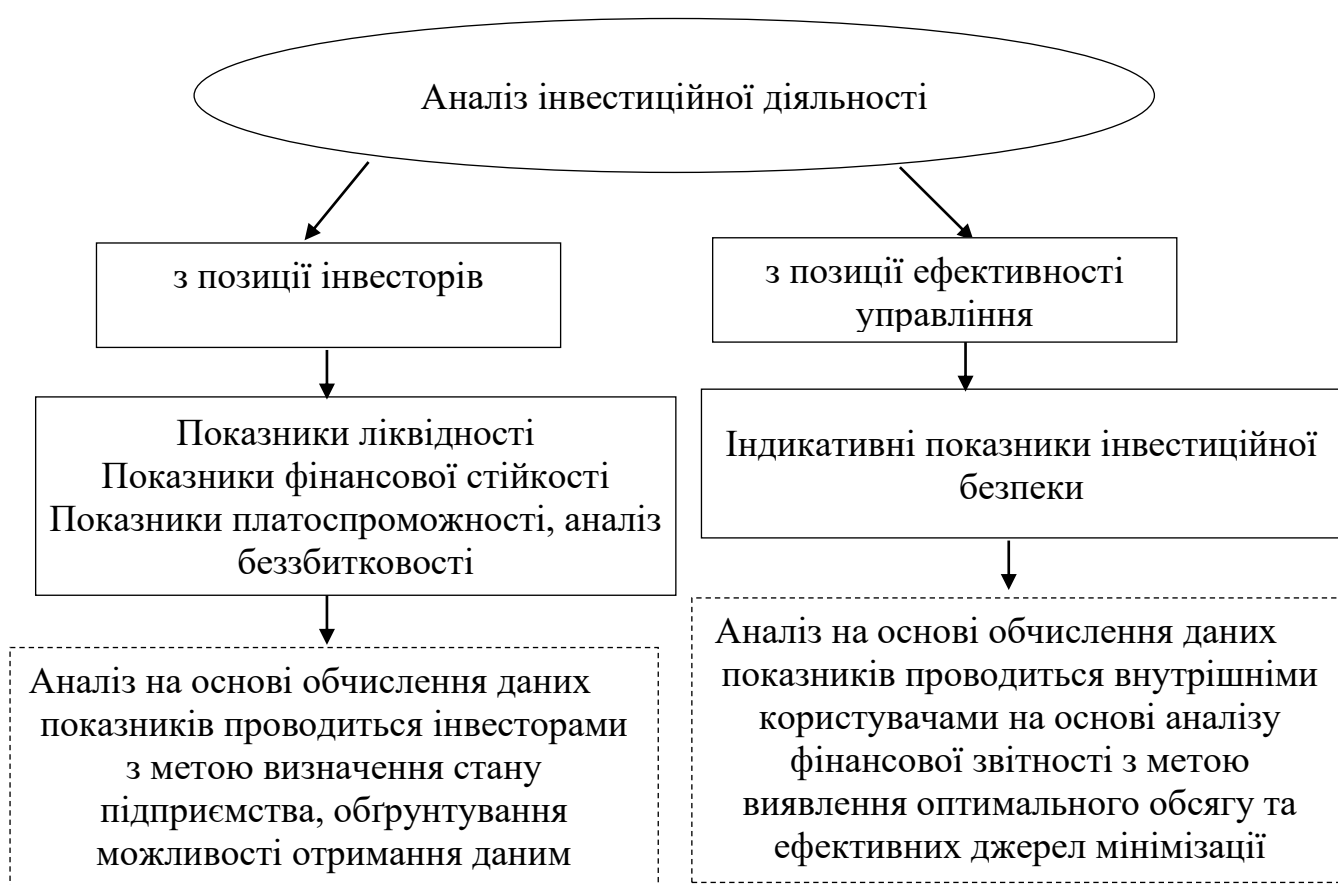 Аналіз інвестиційної діяльності
з позиції інвесторів
з позиції ефективності
управління
Показники ліквідності
Показники фінансової стійкості
Показники платоспроможності, аналіз
беззбитковості
Індикативні показники інвестиційної
безпеки
Аналіз на основі обчислення даних
показників проводиться інвесторами
з метою визначення стану
підприємства, обґрунтування
можливості отримання даним
Аналіз на основі обчислення даних
показників проводиться внутрішніми
користувачами на основі аналізу
фінансової звітності з метою
виявлення оптимального обсягу та
ефективних джерел мінімізації